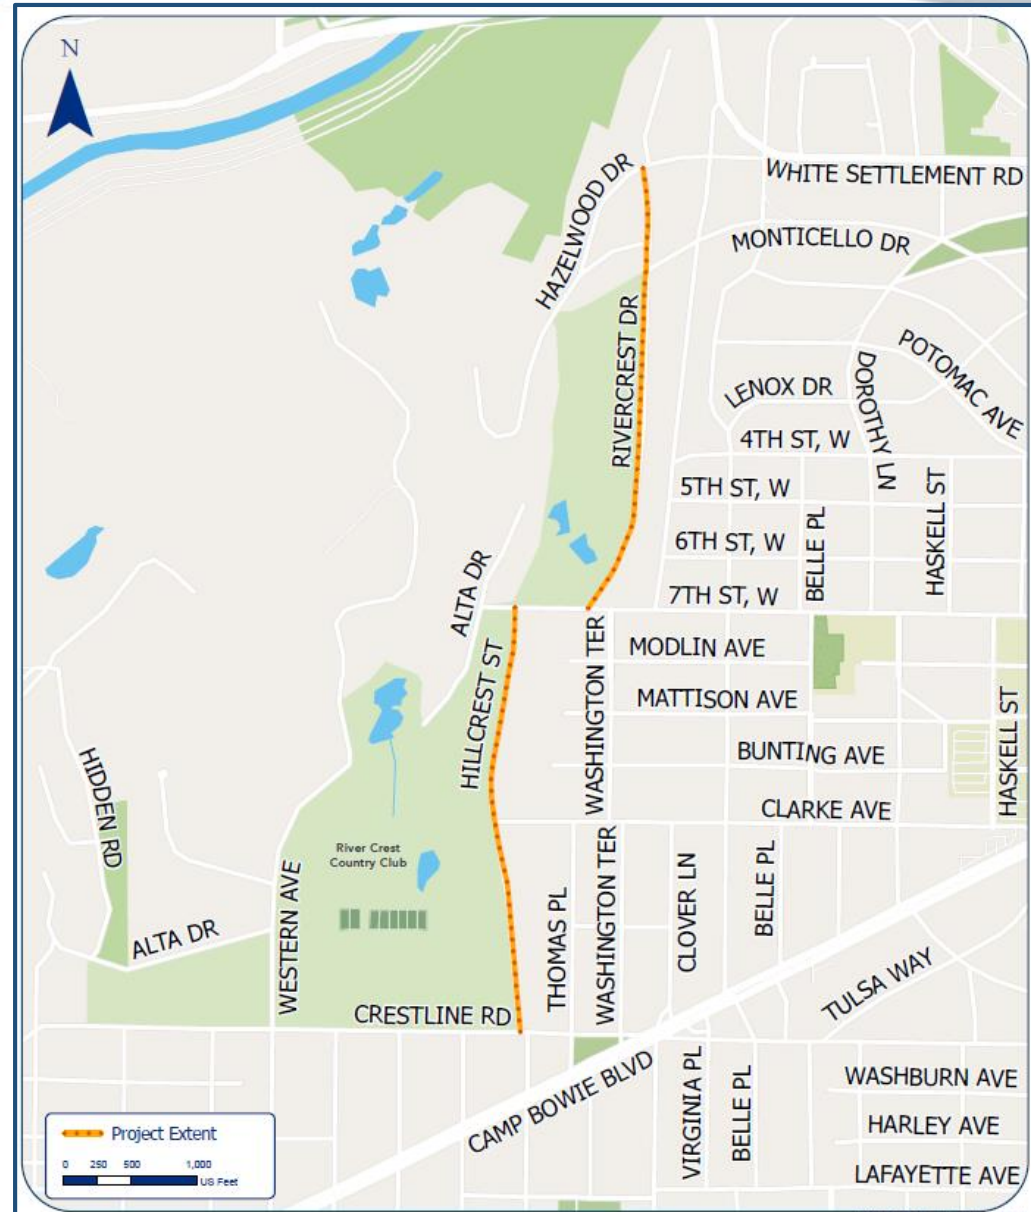 N
WHITE SETTLEMENT RD
HAZELWOOD DR
MONTICELLO DR
RIVERCREST DR
POTOMAC AVE
LENOX DR
DOROTHY LN
4TH ST, W
5TH ST, W
HASKELL ST
BELLE PL
6TH ST, W
ALTA DR
7TH ST, W
HILLCREST ST
WASHINGTON TER
MODLIN AVE
MATTISON AVE
HASKELL ST
BUNTING AVE
HIDDEN RD
CLARKE AVE
River Crest
Country Club
WESTERN AVE
THOMAS PL
WASHINGTON TER
CLOVER LN
BELLE PL
ALTA DR
TULSA WAY
CRESTLINE RD
CAMP BOWIE BLVD
VIRGINIA PL
BELLE PL
WASHBURN AVE
HARLEY AVE
LAFAYETTE AVE
Project Extent
0 250 500 1,000
US Feet